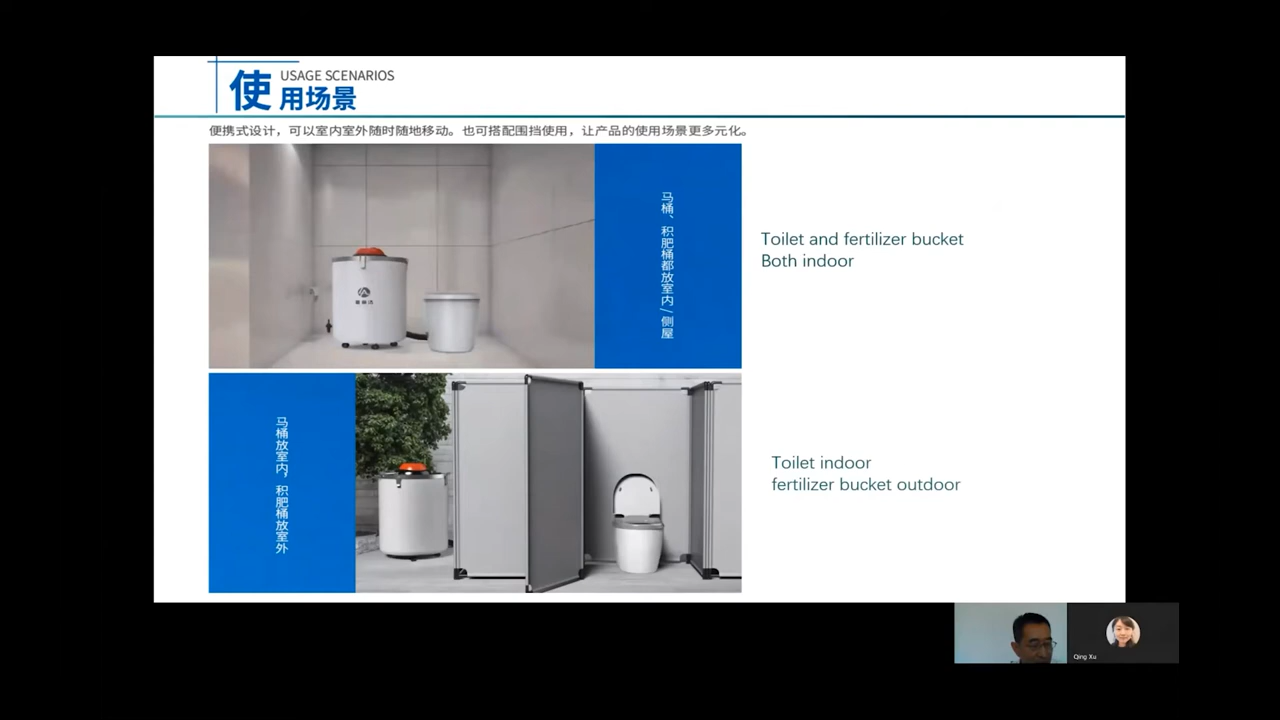 使用场景
USAGE SCENARIOS
便携式设计，可以室内室外随时随地移动。也可搭配围挡使用，让产品的使用场景更多元化。
马桶、积肥桶都放室内/侧屋
Toilet and fertilizer bucket
Both indoor
马桶放室内，积肥桶放室外
Toilet indoor
fertilizer bucket outdoor
Qing Xu